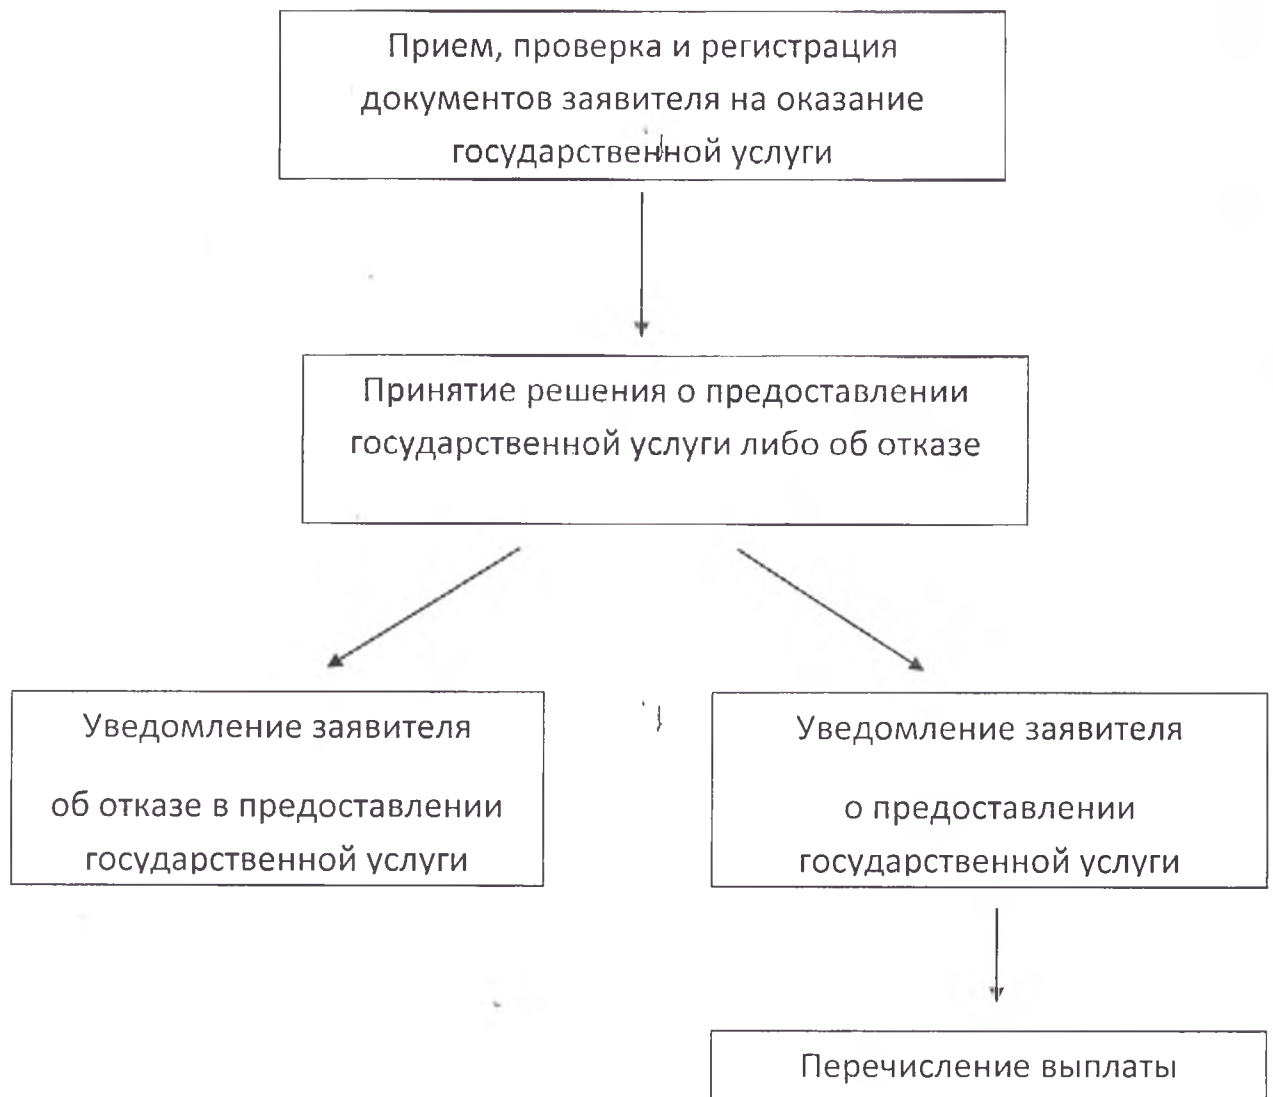 Прием, проверка и регистрация
документов заявителя на оказание
государственной услуги
Принятие решения о предоставлении
государственной услуги либо об отказе
Уведомление заявителя
об отказе в предоставлении
государственной услуги
Уведомление заявителя
о предоставлении
государственной услуги
Перечисление выплаты